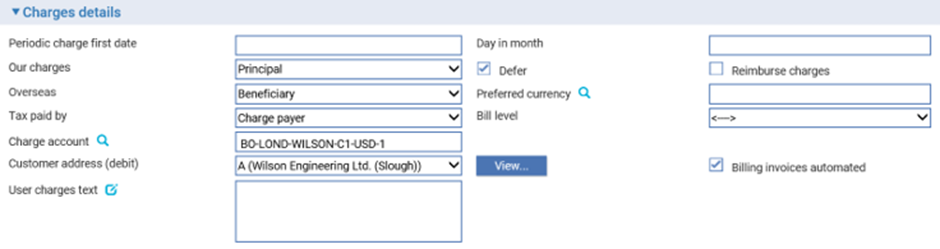 Charges details
Periodic charge first date
Day in month
Our charges Principal
Defer
Reimburse charges
Overseas Beneficiary
Preferred currency
Tax paid by Charge payer
Bill level <---->
Charge account BO-LOND-WILSON-C1-USD-1
Customer address (debit) A (Wilson Engineering Ltd. (Slough))
View...
Billing invoices automated
User charges text